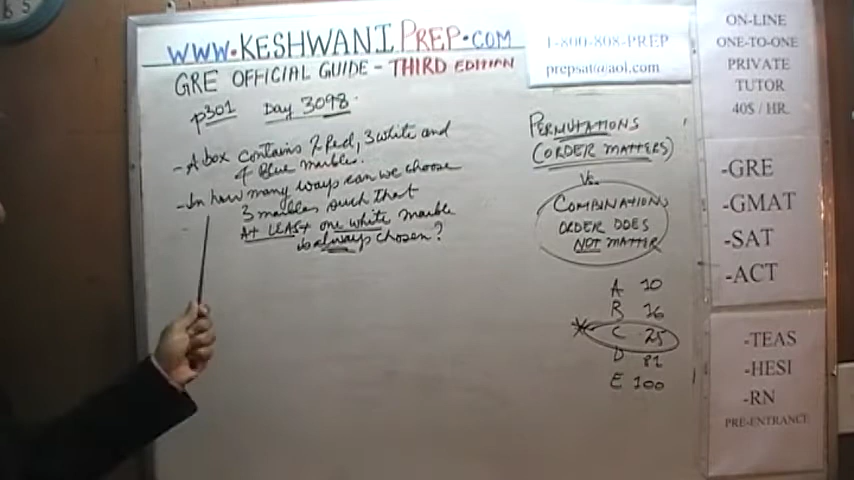 WWW.KESHWANIPREP.COM
GRE OFFICIAL GUIDE - THIRD EDITION
p301 Day 3098
- A box contains 2 Red, 3 white and
4 Blue marbles.
- In how many ways can we choose
3 marbles such that
At LEASt one white marble
is always chosen?
1-800-808-PREP
prepsat@aol.com
PERMUTATIONS
(ORDER MATTERS)
Vs.
COMBINATIONS
ORDER DOES
NOT MATTER
A 10
B 16
C 25
D 81
E 100
ON-LINE
ONE-TO-ONE
PRIVATE
TUTOR
40$ / HR.
-GRE
-GMAT
-SAT
-ACT
-TEAS
-HESI
-RN
PRE-ENTRANCE